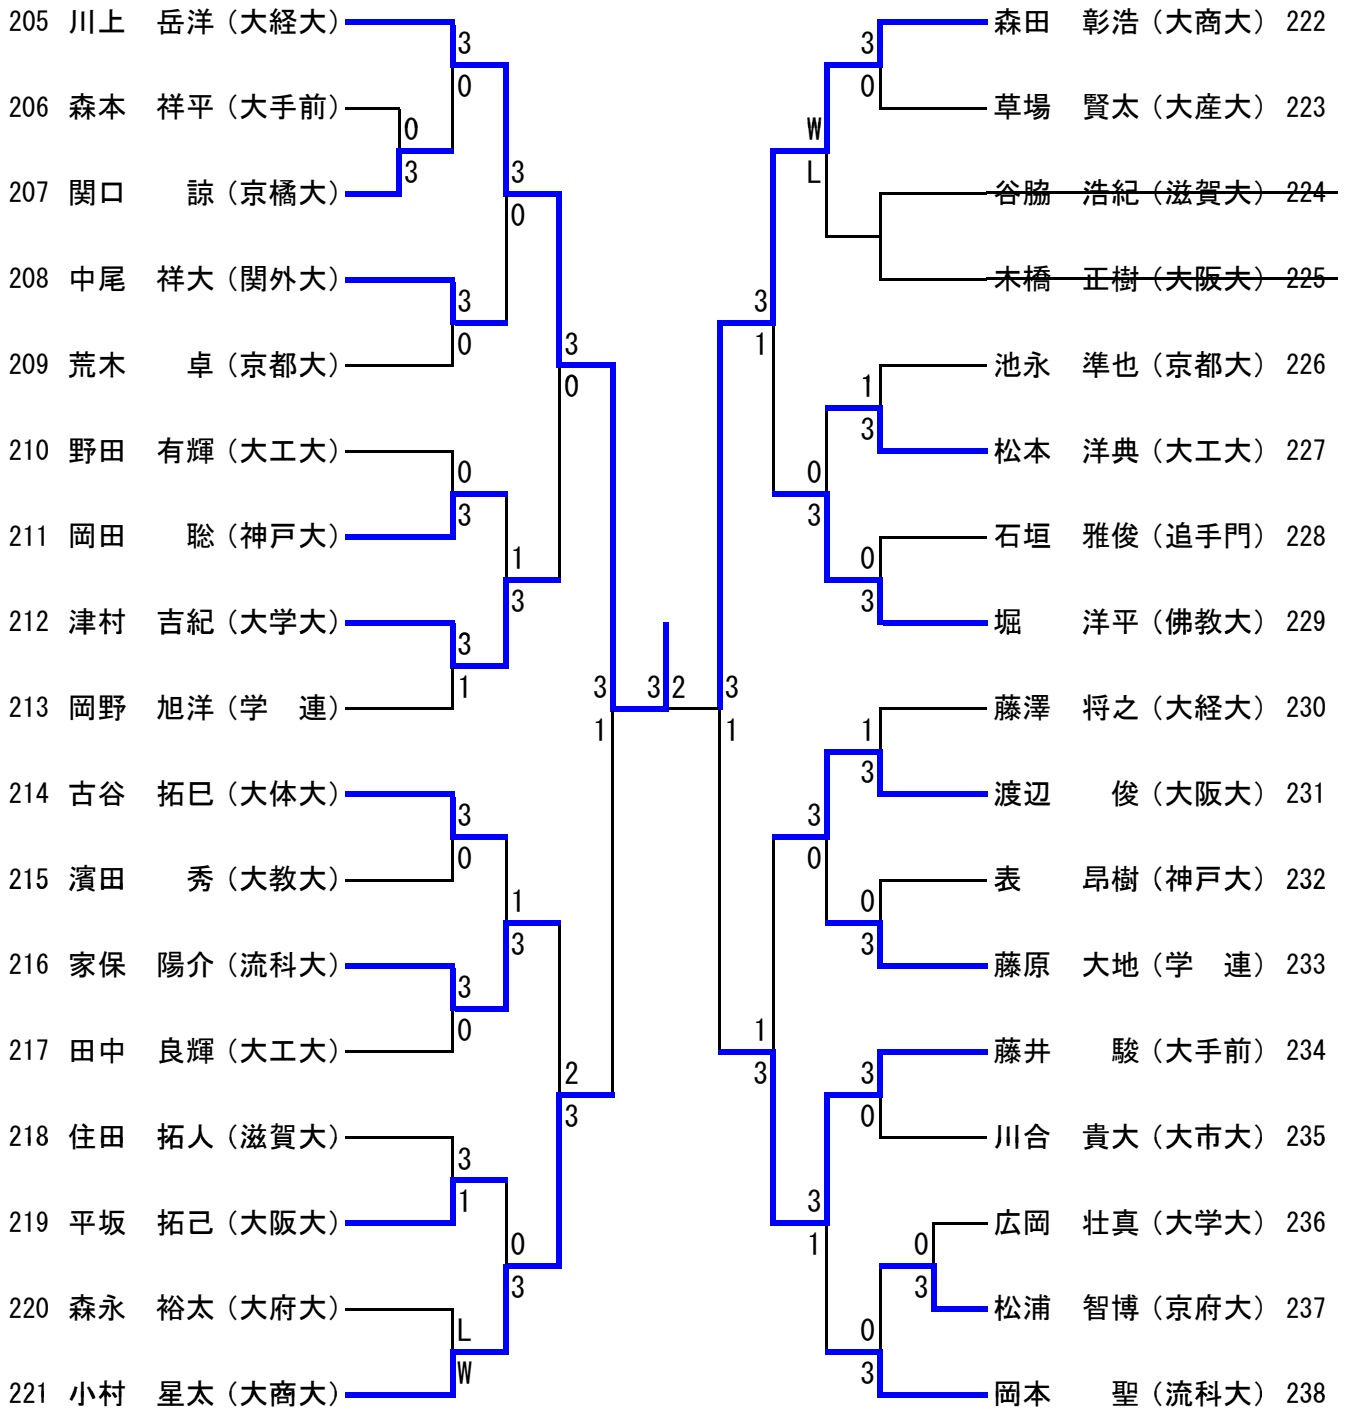 205 川上　岳洋（大経大）
3
0
206 森本　祥平（大手前）
0
3
207 関口　　諒（京橘大）
3
0
208 中尾　祥大（関外大）
3
0
209 荒木　　卓（京都大）
3
0
210 野田　有輝（大工大）
0
3
211 岡田　　聡（神戸大）
1
3
212 津村　吉紀（大学大）
3
1
213 岡野　旭洋（学　連）
3
1
214 古谷　拓巳（大体大）
3
0
215 濱田　　秀（大教大）
1
3
216 家保　陽介（流科大）
3
0
217 田中　良輝（大工大）
2
3
218 住田　拓人（滋賀大）
3
1
219 平坂　拓己（大阪大）
0
3
220 森永　裕太（大府大）
L
W
221 小村　星太（大商大）
3 2
森田　彰浩（大商大）222
3
0
草場　賢太（大産大）223
W
L
谷脇　浩紀（滋賀大）224
木橋　正樹（大阪大）225
3
1
池永　準也（京都大）226
1
3
松本　洋典（大工大）227
0
3
石垣　雅俊（追手門）228
0
3
堀　　洋平（佛教大）229
3
1
藤澤　将之（大経大）230
1
3
渡辺　　俊（大阪大）231
3
0
表　　昂樹（神戸大）232
0
3
藤原　大地（学　連）233
1
3
藤井　　駿（大手前）234
3
0
川合　貴大（大市大）235
3
1
広岡　壮真（大学大）236
0
3
松浦　智博（京府大）237
0
3
岡本　　聖（流科大）238